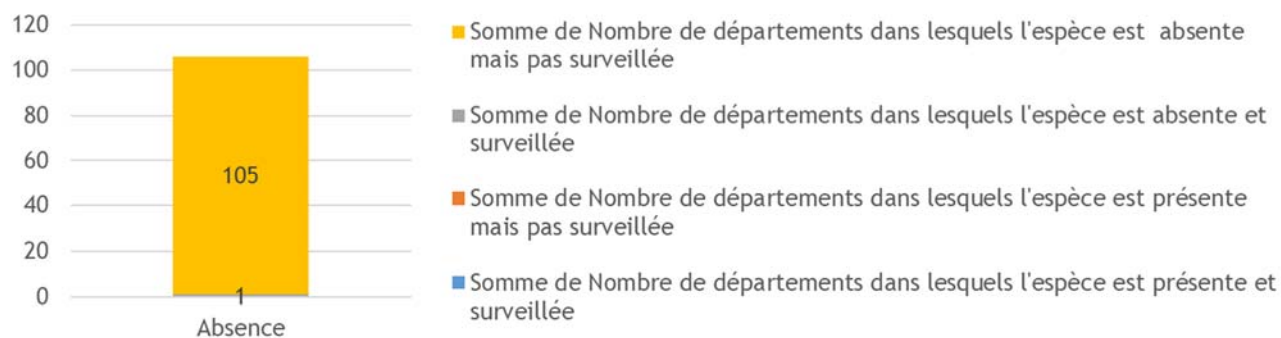 120
100
80
60
40
20
0
105
1
Absence
Somme de Nombre de départements dans lesquels l'espèce est absente
mais pas surveillée
Somme de Nombre de départements dans lesquels l'espèce est absente et
surveillée
Somme de Nombre de départements dans lesquels l'espèce est présente
mais pas surveillée
Somme de Nombre de départements dans lesquels l'espèce est présente et
surveillée